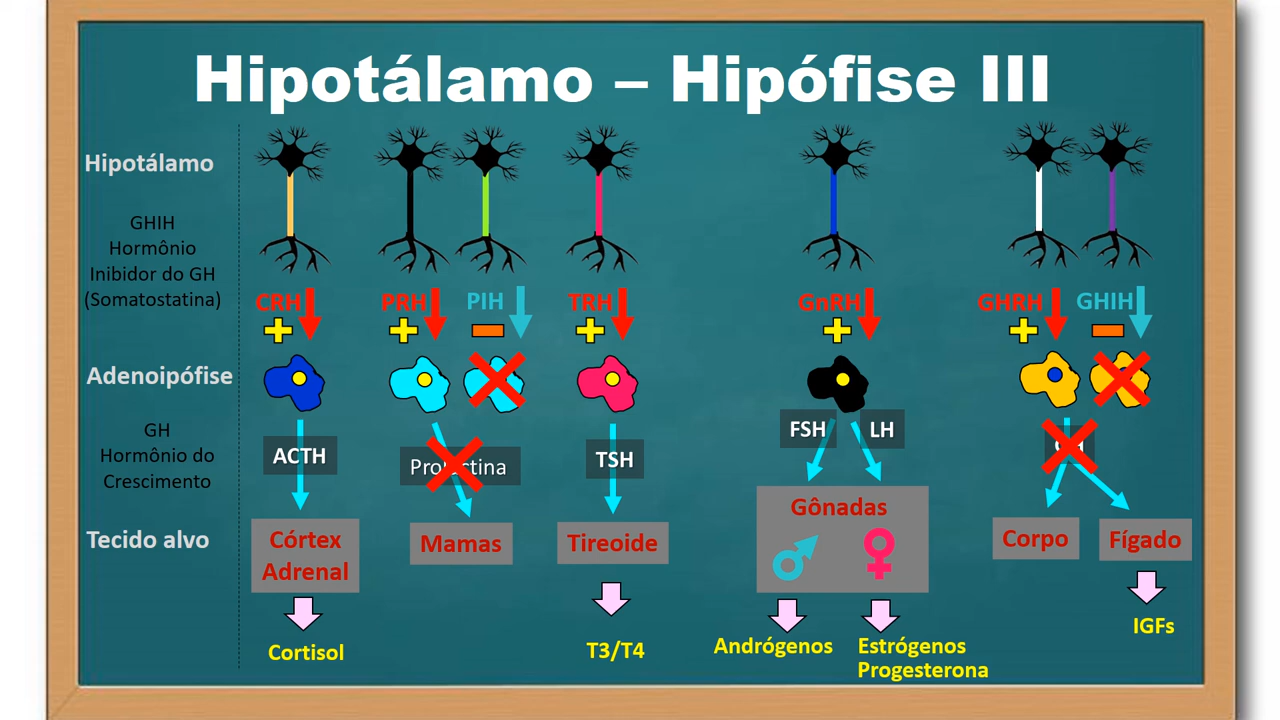 Hipotálamo – Hipófise III
Hipotálamo
GHIH
Hormônio
Inibidor do GH
(Somatostatina)
CRH
PRH
PIH
TRH
GnRH
GHRH
GHIH
Adenoipófise
GH
Hormônio do
Crescimento
ACTH
Prolactina
TSH
FSH
LH
GH
Tecido alvo
Córtex
Adrenal
Mamas
Tireoide
Gônadas
Corpo
Fígado
Cortisol
T3/T4
Andrógenos
Estrógenos
Progesterona
IGFs